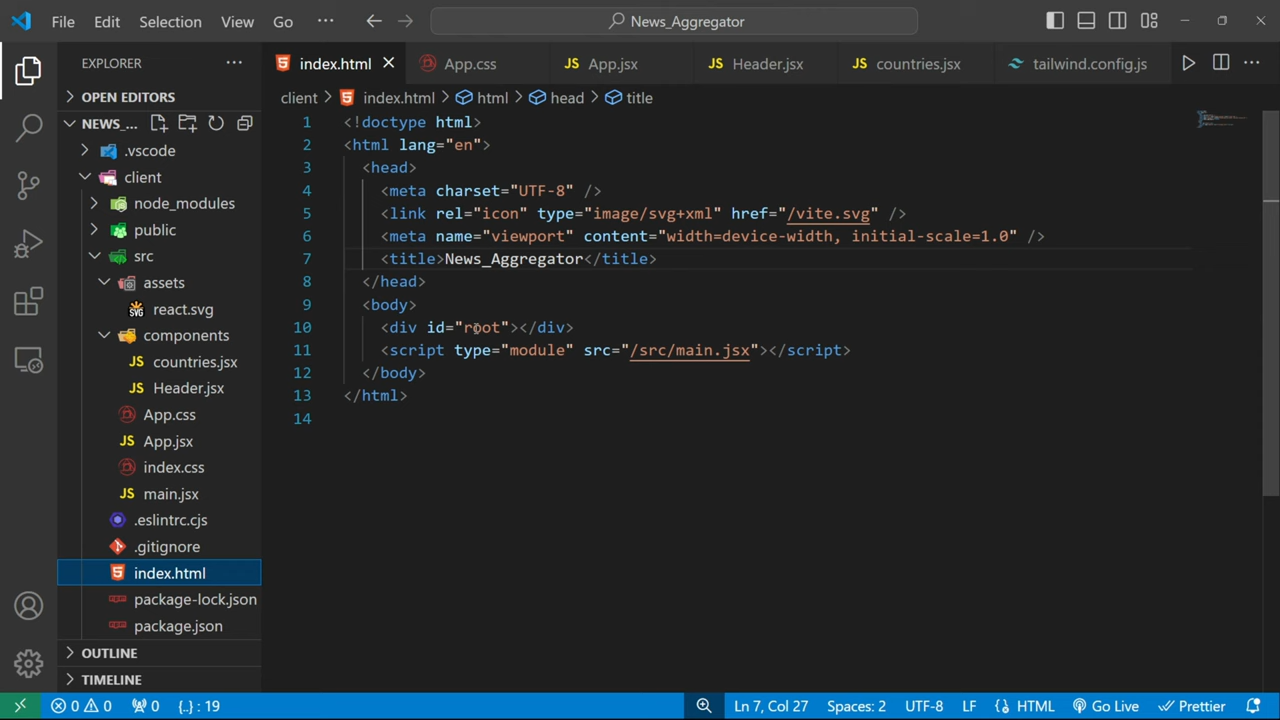 File Edit Selection View Go ··· News_Aggregator
EXPLORER ···
index.html App.css App.jsx Header.jsx countries.jsx tailwind.config.js ···
OPEN EDITORS
NEWS_...
.vscode
client
node_modules
public
src
assets
react.svg
components
countries.jsx
Header.jsx
App.css
App.jsx
index.css
main.jsx
.eslintrc.cjs
.gitignore
index.html
package-lock.json
package.json
OUTLINE
TIMELINE
client > index.html > html > head > title
1 <!doctype html>
2 <html lang="en">
3 <head>
4 <meta charset="UTF-8" />
5 <link rel="icon" type="image/svg+xml" href="/vite.svg" />
6 <meta name="viewport" content="width=device-width, initial-scale=1.0" />
7 <title>News_Aggregator</title>
8 </head>
9 <body>
10 <div id="root"></div>
11 <script type="module" src="/src/main.jsx"></script>
12 </body>
13 </html>
14
0 0 0 {..} : 19 Ln 7, Col 27 Spaces: 2 UTF-8 LF HTML Go Live Prettier